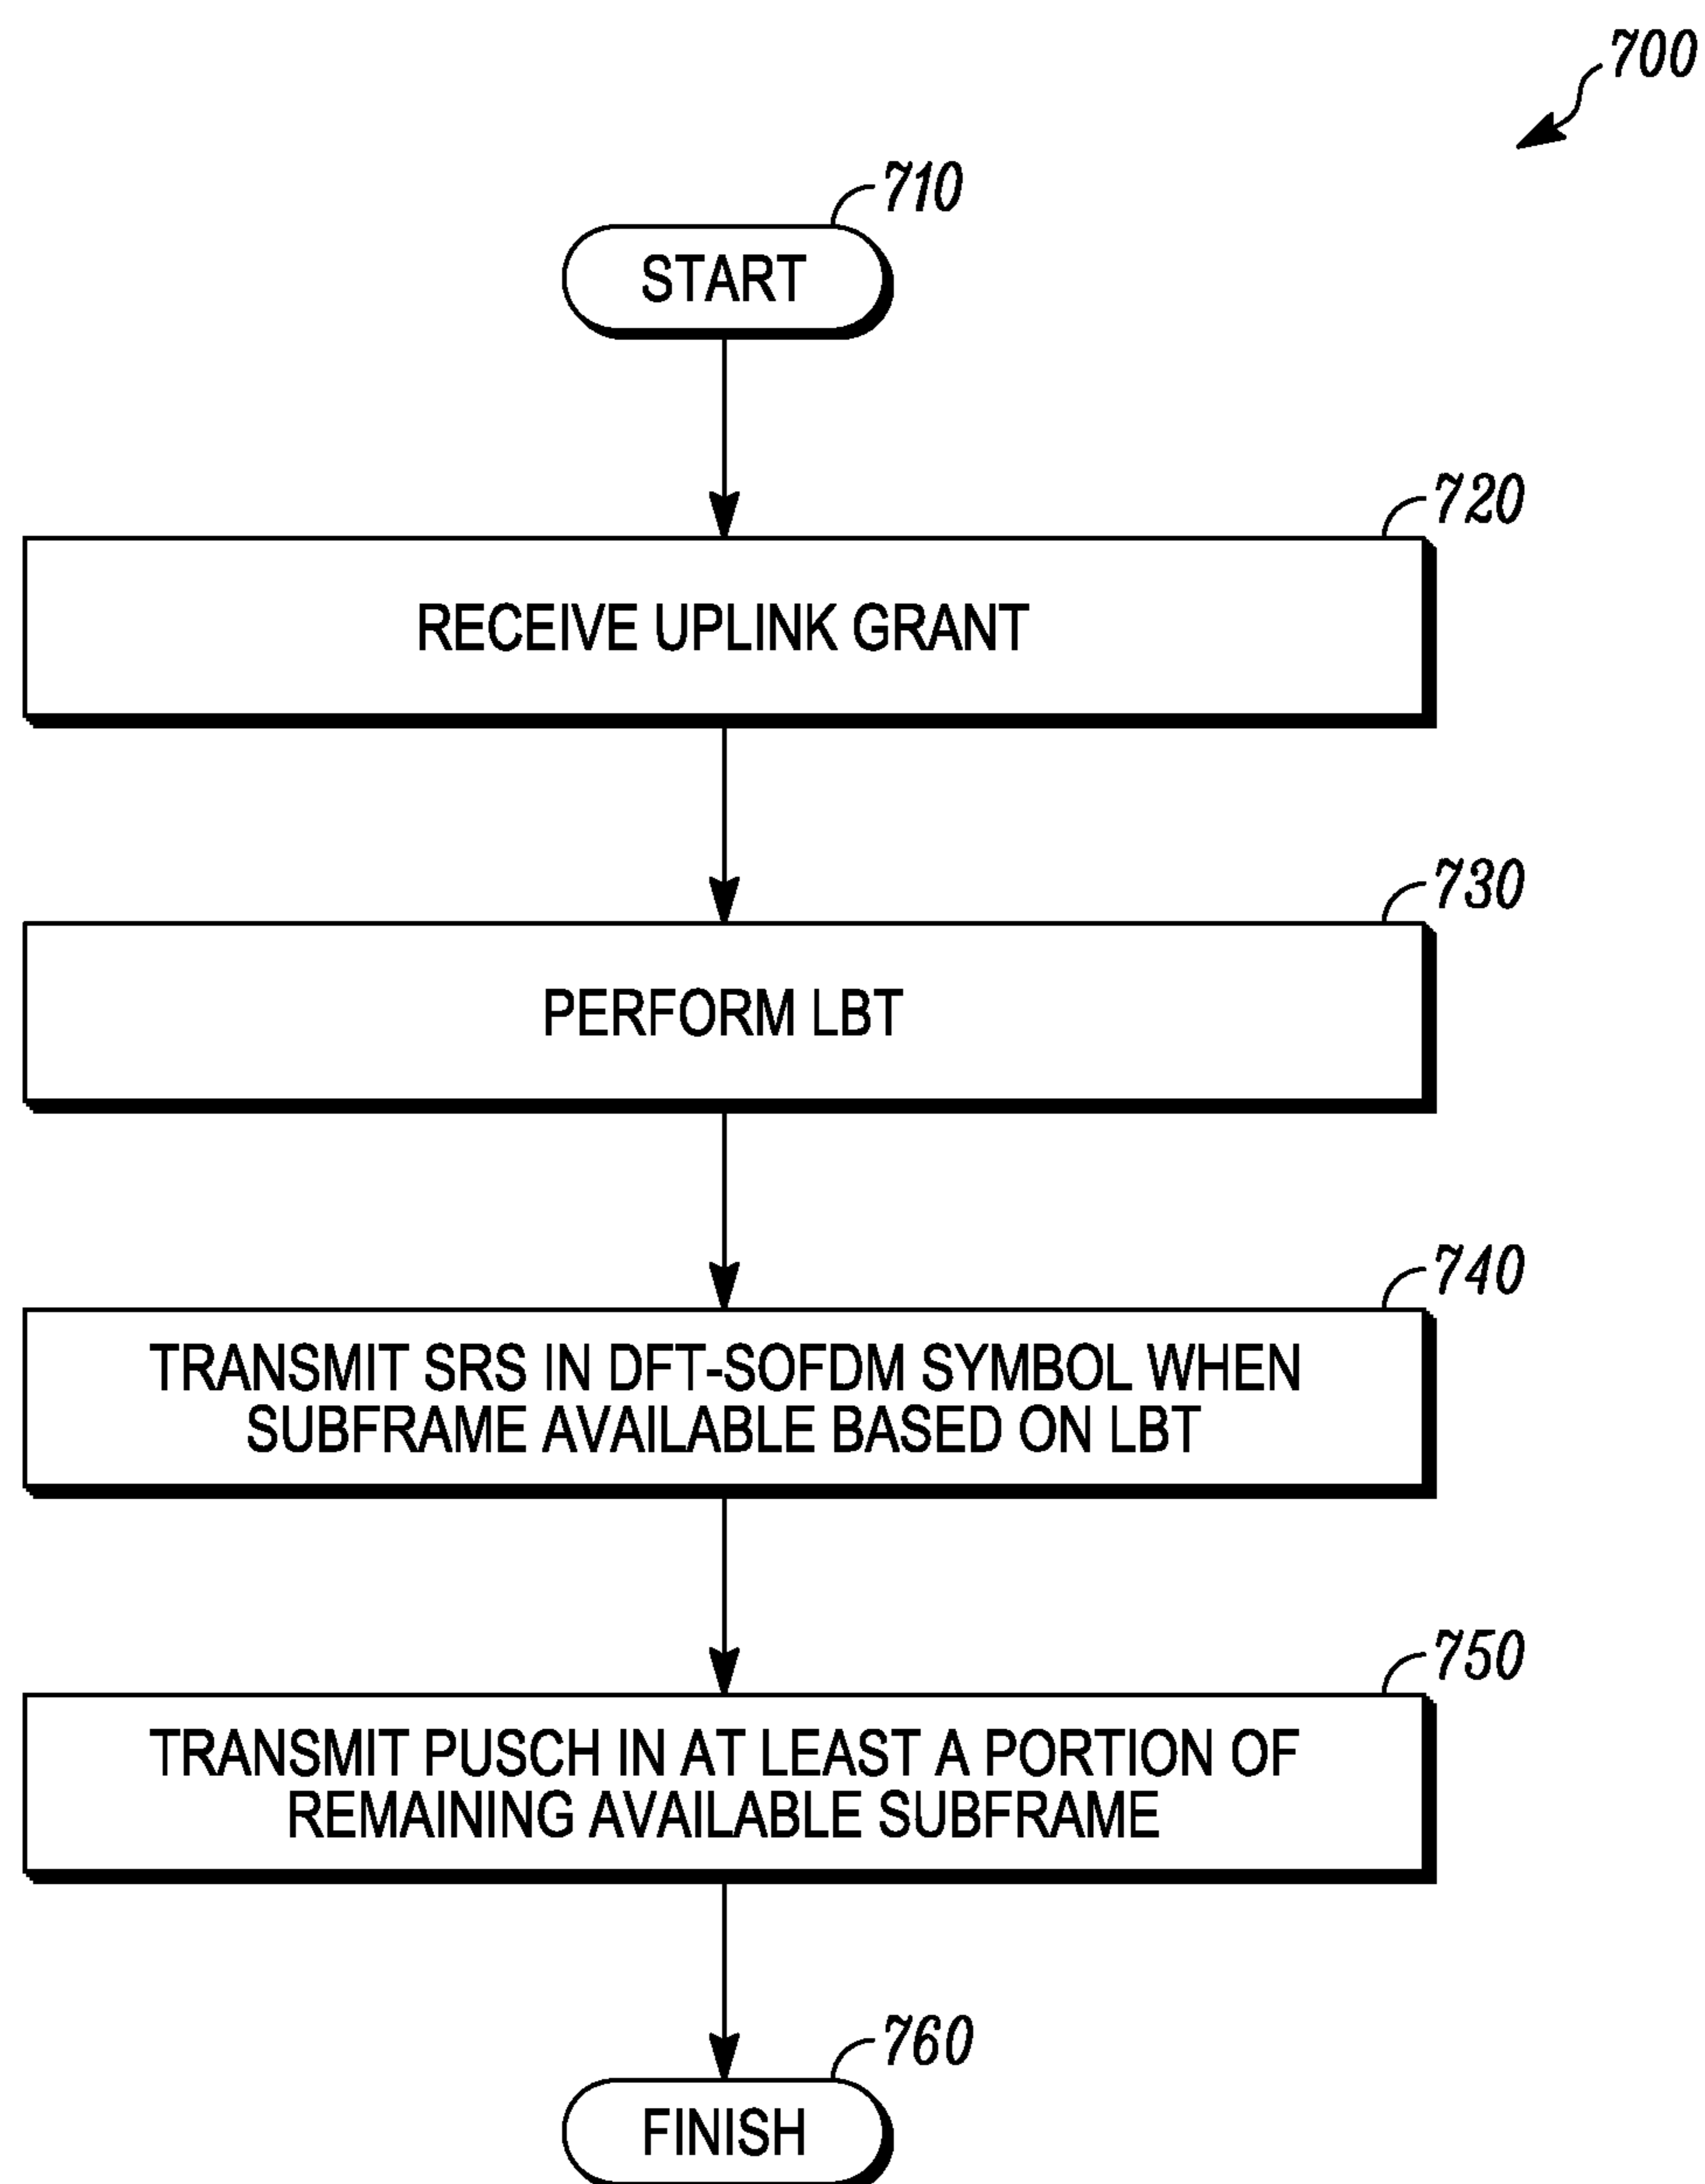 700
710
START
720
RECEIVE UPLINK GRANT
730
PERFORM LBT
740
TRANSMIT SRS IN DFT-SOFDM SYMBOL WHEN
SUBFRAME AVAILABLE BASED ON LBT
750
TRANSMIT PUSCH IN AT LEAST A PORTION OF
REMAINING AVAILABLE SUBFRAME
760
FINISH